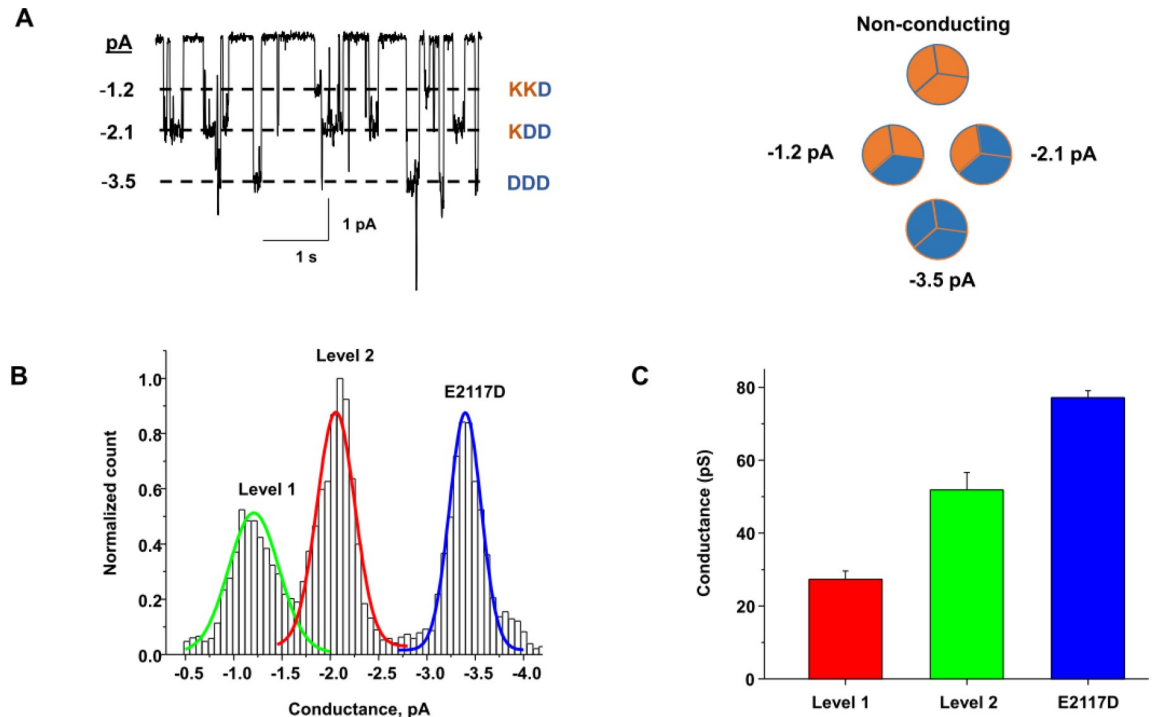 A
pA
-1.2
-2.1
-3.5
KKD
KDD
DDD
1 pA
1 s
Non-conducting
-1.2 pA
-2.1 pA
-3.5 pA
B
Normalized count
1.0
0.8
0.6
0.4
0.2
0.0
Level 1
Level 2
E2117D
-0.5 -1.0 -1.5 -2.0 -2.5 -3.0 -3.5 -4.0
Conductance, pA
C
Conductance (pS)
80
60
40
20
0
Level 1 Level 2 E2117D